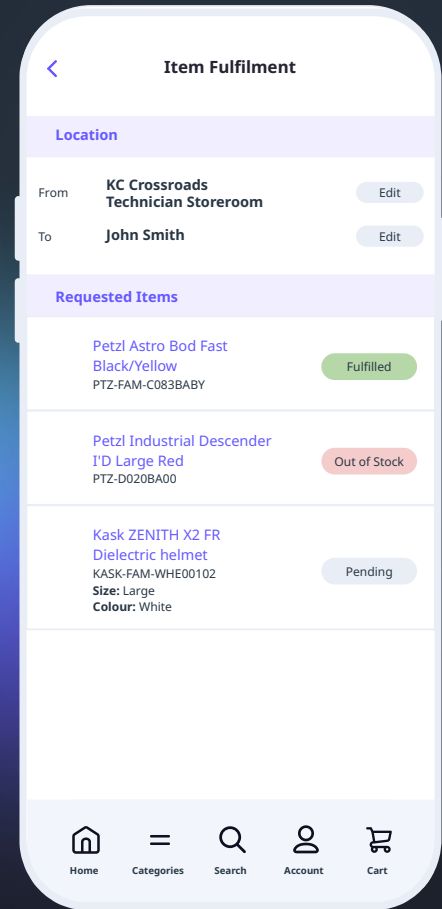 Item Fulfilment
Location
From
KC Crossroads
Technician Storeroom
Edit
To
John Smith
Edit
Requested Items
Petzl Astro Bod Fast
Black/Yellow
PTZ-FAM-C083BABY
Fulfilled
Petzl Industrial Descender
I'D Large Red
PTZ-D020BA00
Out of Stock
Kask ZENITH X2 FR
Dielectric helmet
KASK-FAM-WHE00102
Size: Large
Colour: White
Pending
Home
Categories
Search
Account
Cart